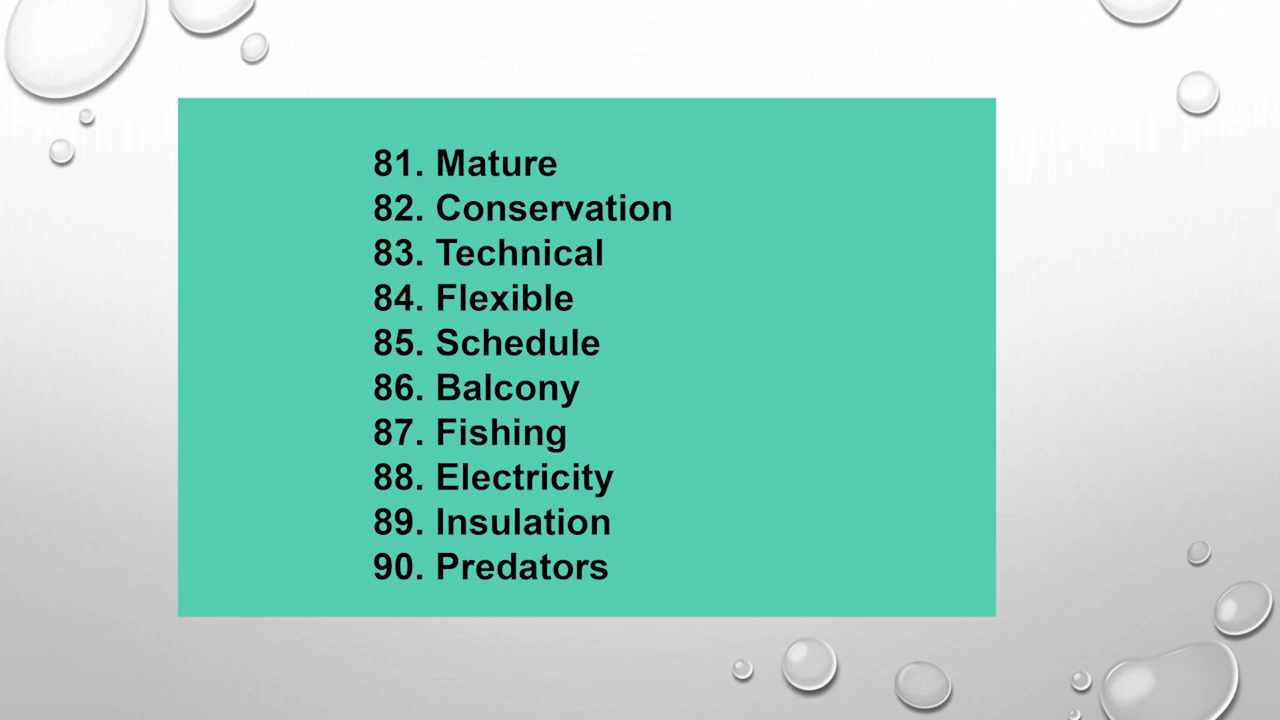 81. Mature
82. Conservation
83. Technical
84. Flexible
85. Schedule
86. Balcony
87. Fishing
88. Electricity
89. Insulation
90. Predators